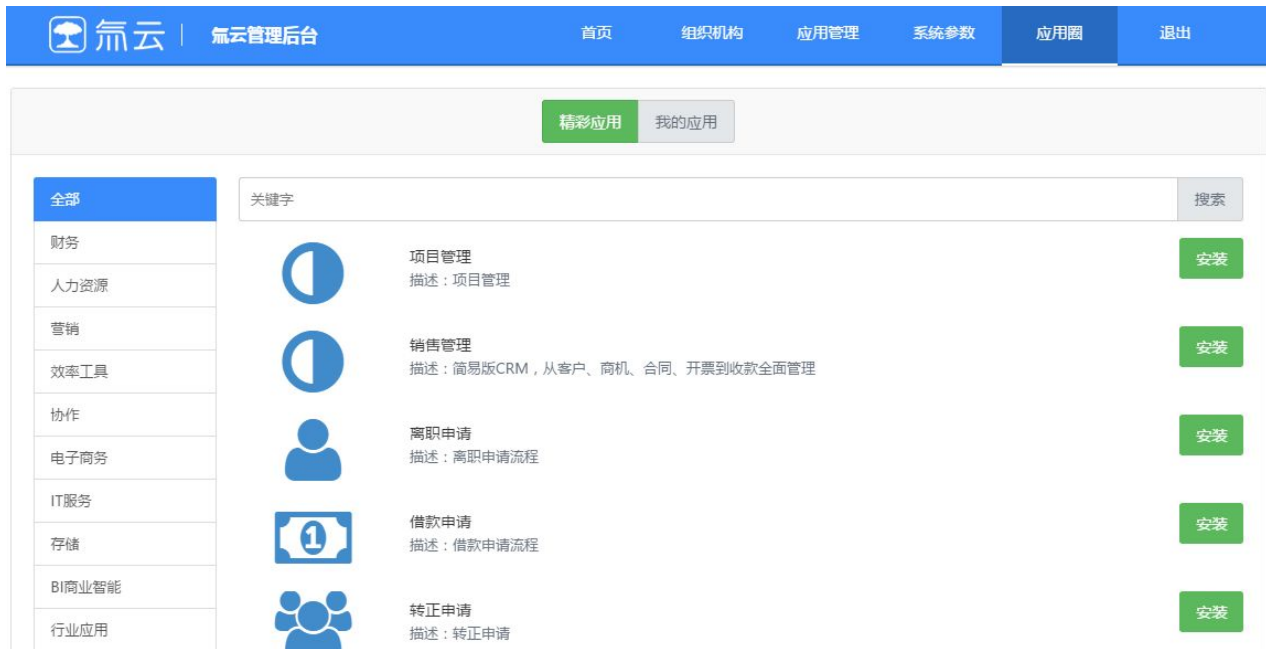 氚云 氚云管理后台 首页 组织机构 应用管理 系统参数 应用圈 退出
精彩应用 我的应用
全部
财务
人力资源
营销
效率工具
协作
电子商务
IT服务
存储
BI商业智能
行业应用
关键字 搜索
项目管理
描述：项目管理
安装
销售管理
描述：简易版CRM，从客户、商机、合同、开票到收款全面管理
安装
离职申请
描述：离职申请流程
安装
1
借款申请
描述：借款申请流程
安装
转正申请
描述：转正申请
安装